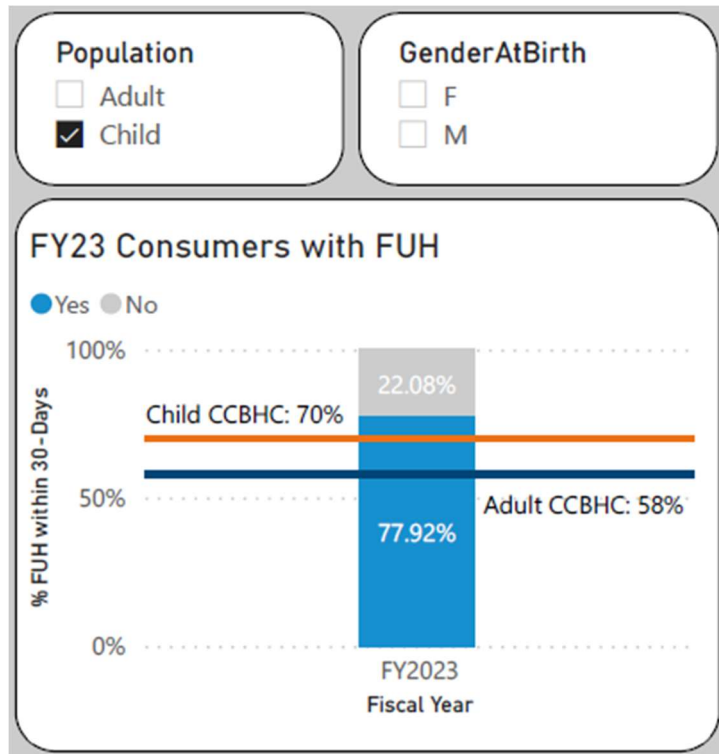 Population
Adult
Child
GenderAtBirth
F
M
FY23 Consumers with FUH
Yes No
100%
50%
0%
% FUH within 30-Days
22.08%
Child CCBHC: 70%
Adult CCBHC: 58%
77.92%
FY2023
Fiscal Year